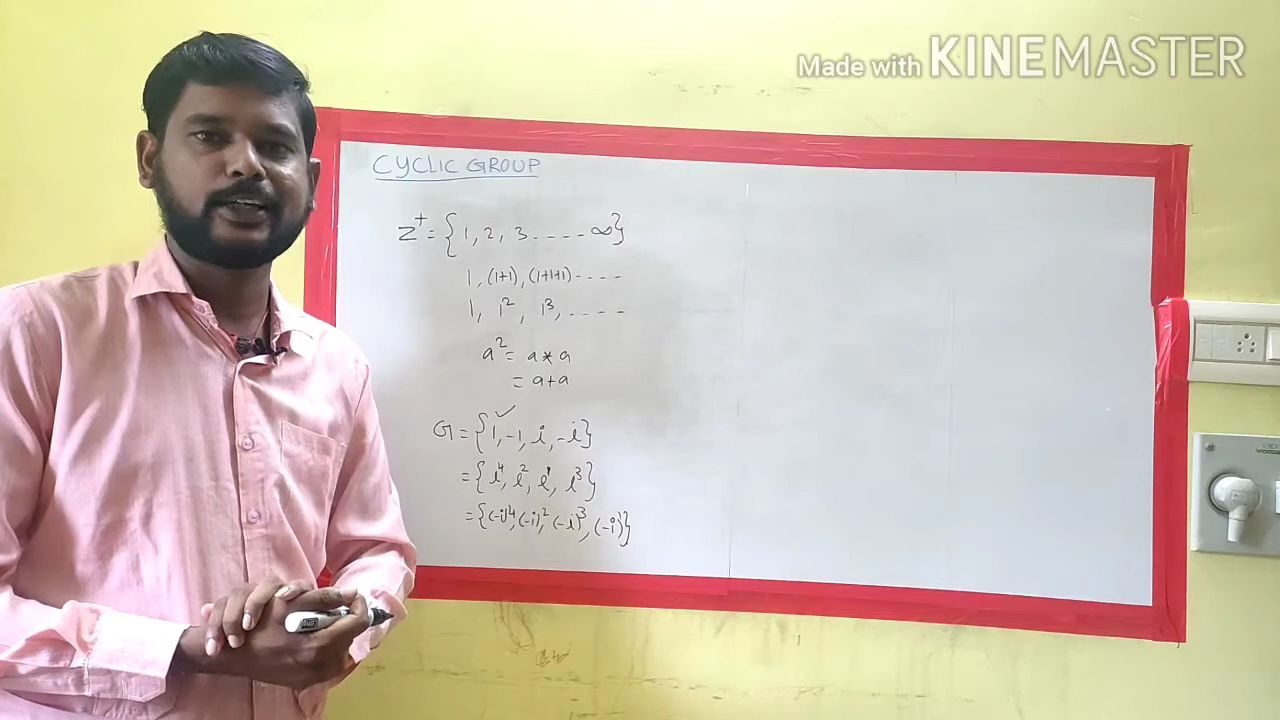 Made with KINEMASTER
CYCLIC GROUP
Z⁺ = {1, 2, 3 ..... ∞}
1, (1+1), (1+1+1) ----
1, 1², 1³, ----
a² = a * a
= a + a
G = {1, -1, i, -i}
= {i⁴, i², i¹, i³}
= {(-i)⁴, (-i)², (-i)³, (-i)¹}